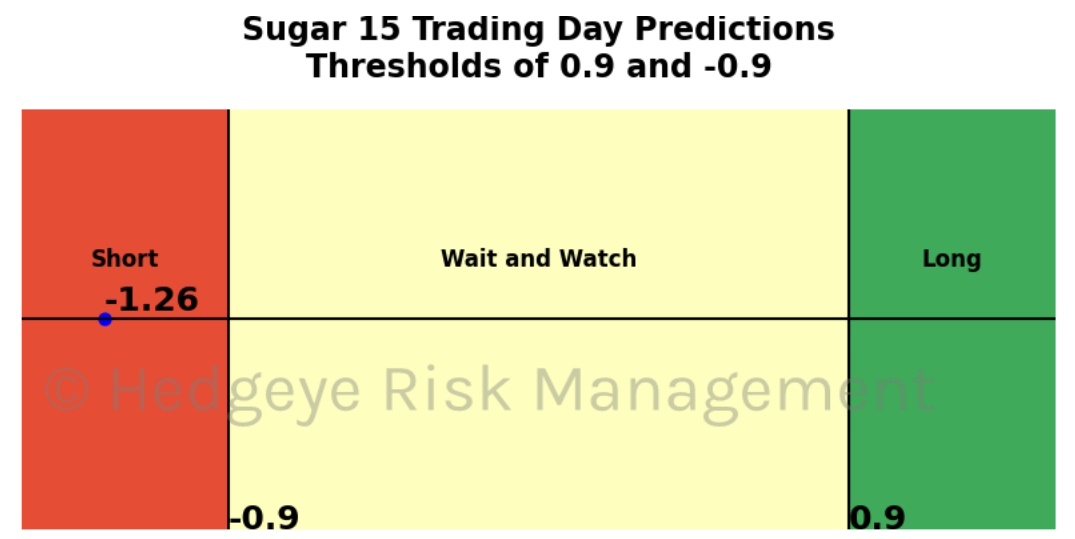 Sugar 15 Trading Day Predictions
Thresholds of 0.9 and -0.9
Short
Wait and Watch
Long
-1.26
© Hedgeye Risk Management
-0.9
0.9